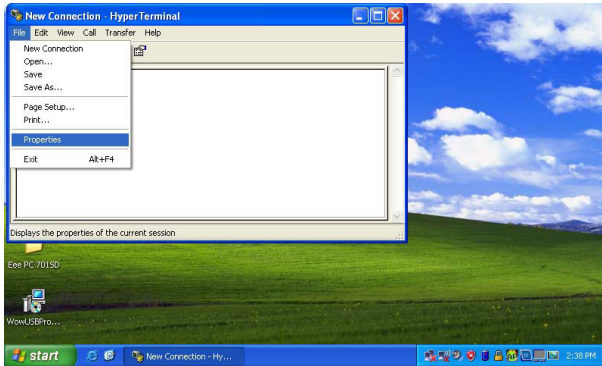 New Connection - HyperTerminal
File Edit View Call Transfer Help
New Connection
Open...
Save
Save As...
Page Setup...
Print...
Properties
Exit Alt+F4
Displays the properties of the current session
Eee PC 701SD
WowUSBPro...
start New Connection - Hy... 2:38 PM